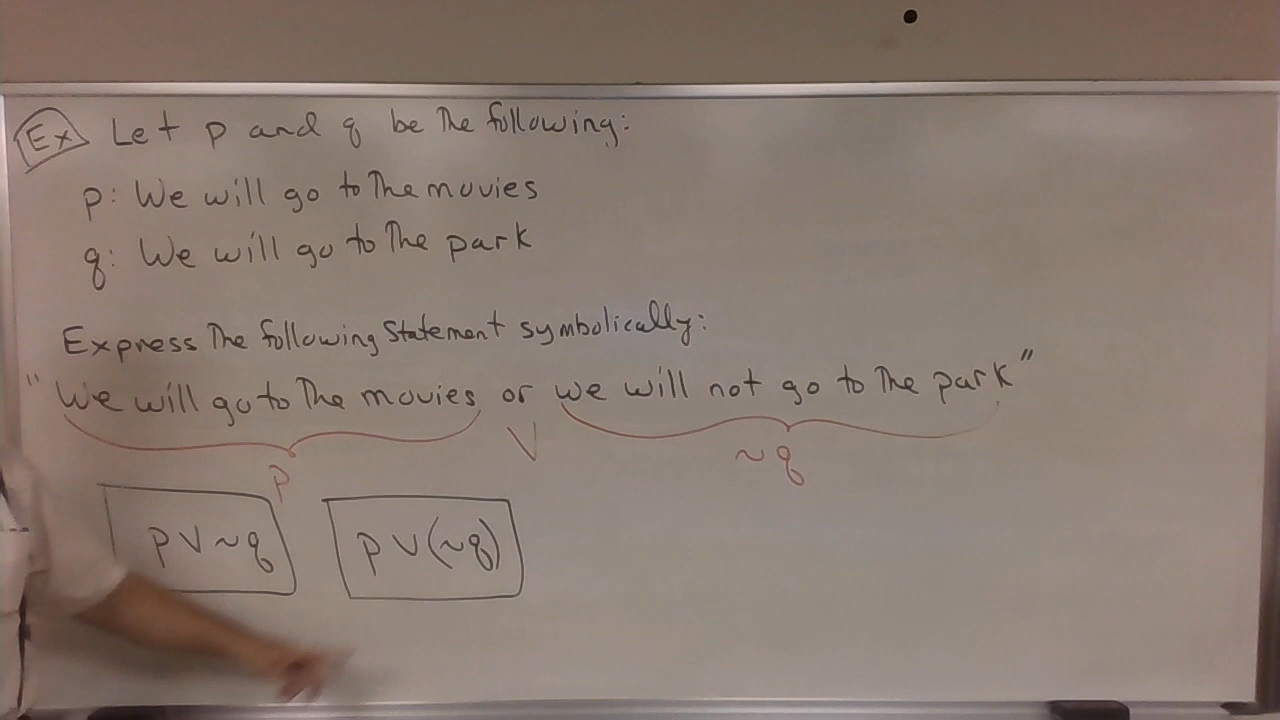 Ex Let p and q be the following:
p: We will go to The movies
q: We will go to The park
Express The following Statement symbolically:
"We will go to The movies or we will not go to The park"
p ∨ ~q
p ∨ ~q p ∨ (~q)